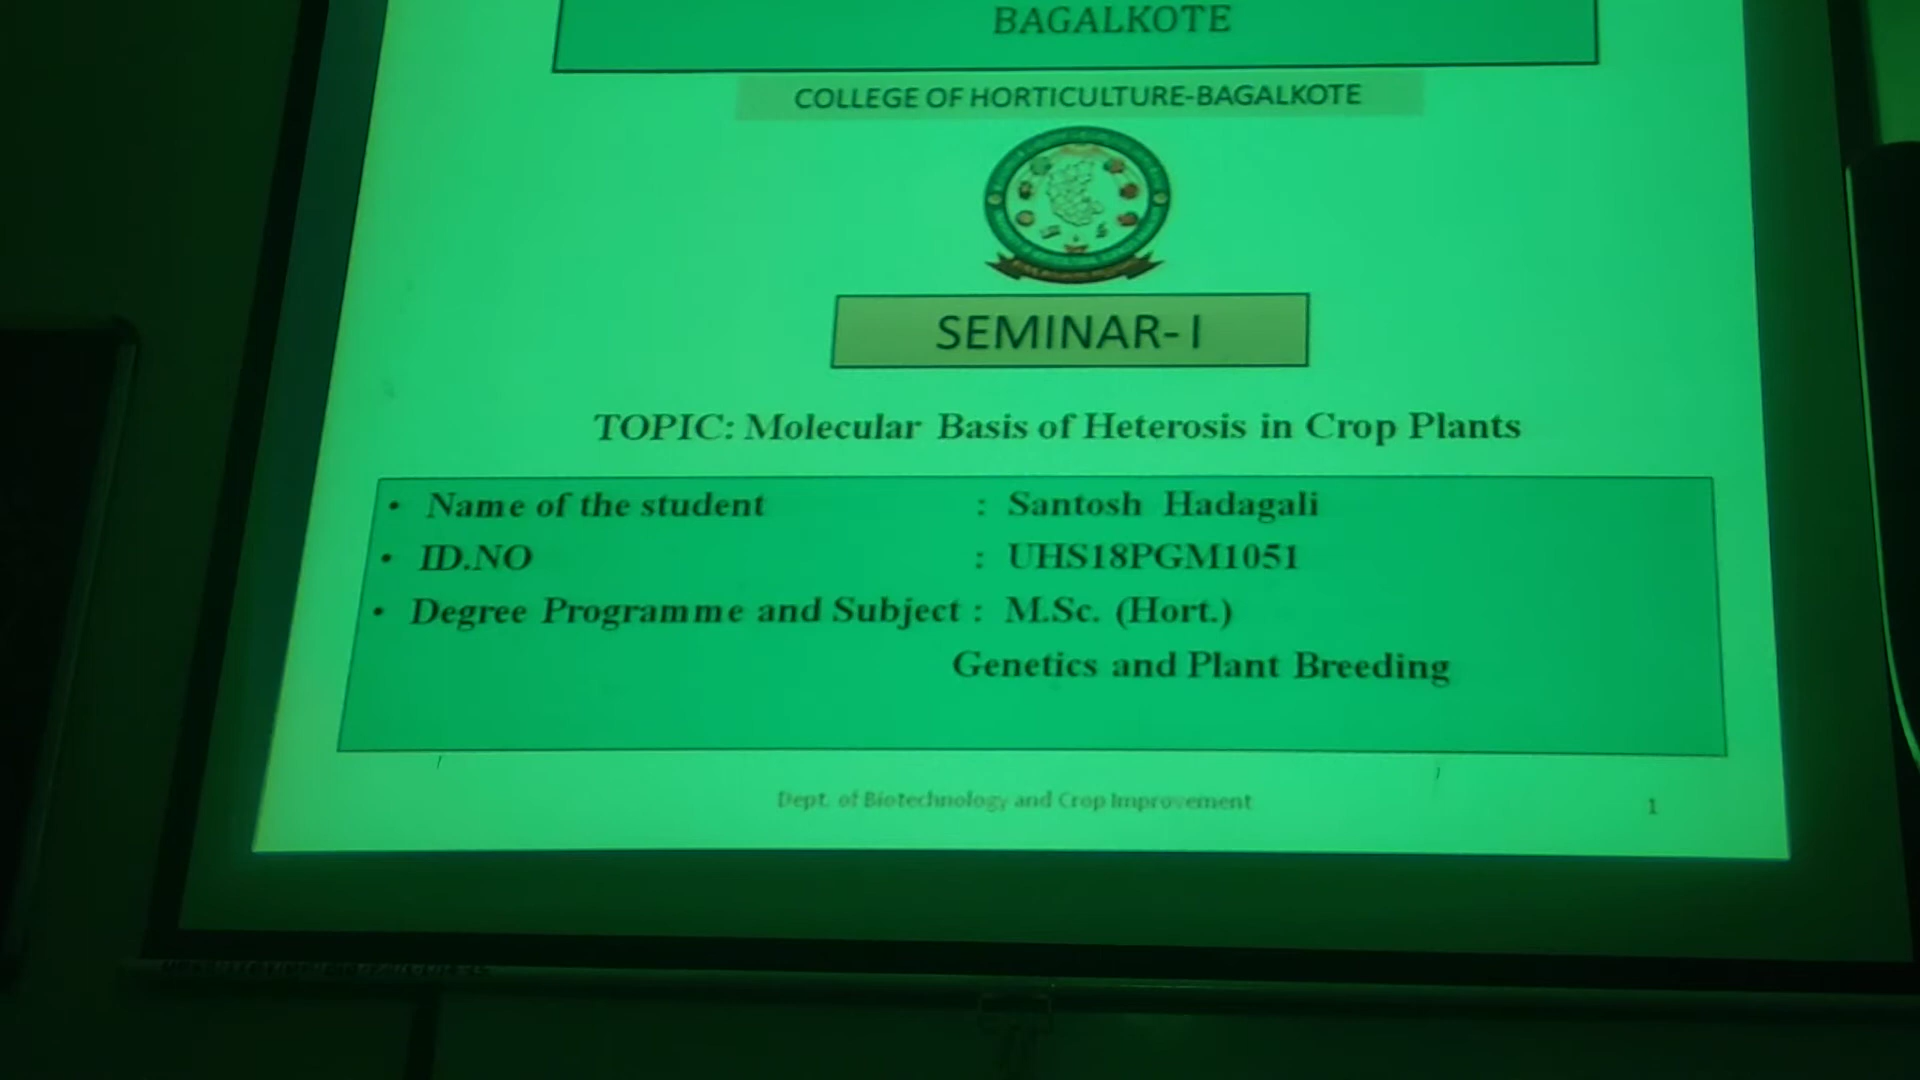 BAGALKOTE
COLLEGE OF HORTICULTURE-BAGALKOTE
SEMINAR- I
TOPIC: Molecular Basis of Heterosis in Crop Plants
• Name of the student : Santosh Hadagali
• ID.NO : UHS18PGM1051
• Degree Programme and Subject : M.Sc. (Hort.)
Genetics and Plant Breeding
Dept. of Biotechnology and Crop Improvement
1